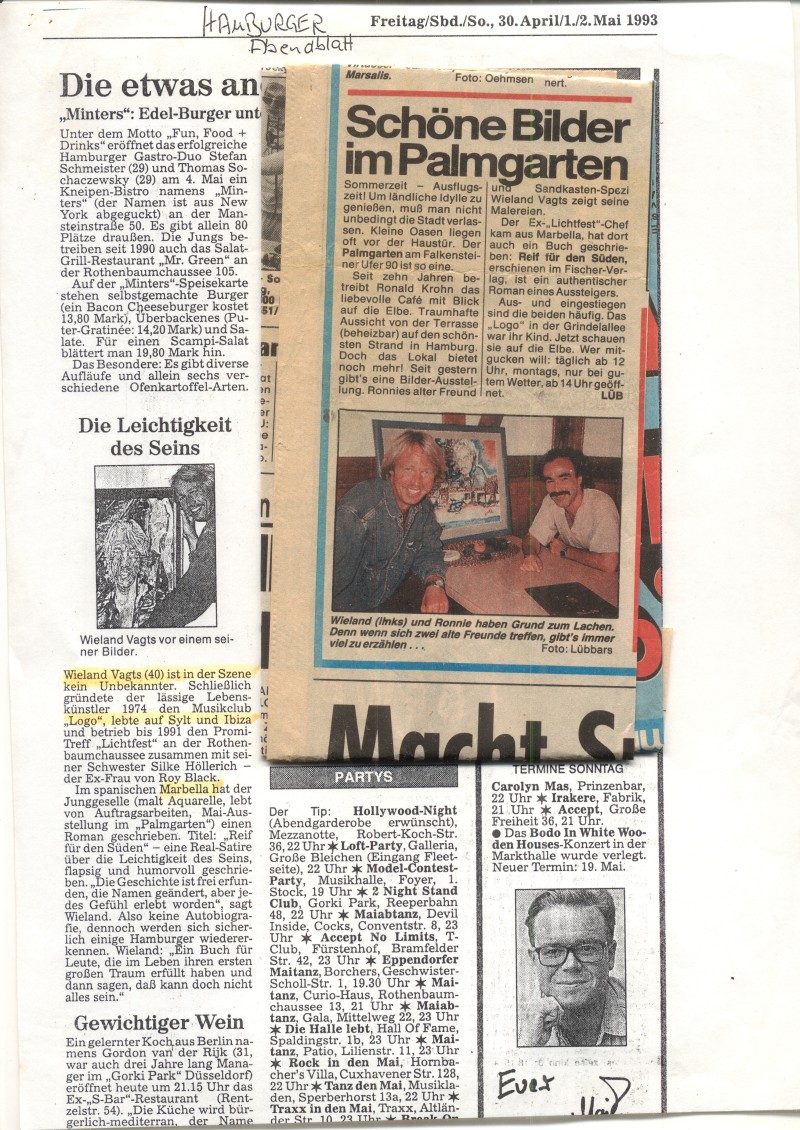 HAMBURGER
Abendblatt
Freitag/Sbd./So., 30. April/1./2. Mai 1993
Die etwas an
„Minters“: Edel-Burger unt
Unter dem Motto „Fun, Food +
Drinks“ eröffnet das erfolgreiche
Hamburger Gastro-Duo Stefan
Schmeister (29) und Thomas So-
chaczewsky (29) am 4. Mai ein
Kneipen-Bistro namens „Min-
ters“ (der Namen ist aus New
York abgeguckt) an der Man-
steinstraße 50. Es gibt allein 80
Plätze draußen. Die Jungs be-
treiben seit 1990 auch das Salat-
Grill-Restaurant „Mr. Green“ an
der Rothenbaumchaussee 105.
Auf der „Minters“-Speisekarte
stehen selbstgemachte Burger
(ein Bacon Cheeseburger kostet
13,80 Mark), Überbackenes (Pu-
ter-Gratinée: 14,20 Mark) und Sa-
late. Für einen Scampi-Salat
blättert man 19,80 Mark hin.
Das Besondere: Es gibt diverse
Aufläufe und allein sechs ver-
schiedene Ofenkartoffel-Arten.
Die Leichtigkeit
des Seins
Wieland Vagts vor einem sei-
ner Bilder.
Wieland Vagts (40) ist in der Szene
kein Unbekannter. Schließlich
gründete der lässige Lebens-
künstler 1974 den Musikclub
„Logo“, lebte auf Sylt und Ibiza
und betrieb bis 1991 den Promi-
Treff „Lichtfest“ an der Rothen-
baumchaussee zusammen mit sei-
ner Schwester Silke Höllerich –
der Ex-Frau von Roy Black.
Im spanischen Marbella hat der
Junggeselle (malt Aquarelle, lebt
von Auftragsarbeiten, Mai-Aus-
stellung im „Palmgarten“) einen
Roman geschrieben. Titel: „Reif
für den Süden“ – eine Real-Satire
über die Leichtigkeit des Seins,
flapsig und humorvoll geschrie-
ben. „Die Geschichte ist frei erfun-
den, die Namen geändert, aber je-
des Gefühl erlebt worden“, sagt
Wieland. Also keine Autobiogra-
fie, dennoch werden sich sicher-
lich einige Hamburger wiederer-
kennen. Wieland: „Ein Buch für
Leute, die im Leben ihren ersten
großen Traum erfüllt haben und
dann sagen, daß kann doch nicht
alles sein.“
Gewichtiger Wein
Ein gelernter Koch aus Berlin na-
mens Gordon van der Rijk (31,
war auch drei Jahre lang Mana-
ger im „Gorki Park“ Düsseldorf)
eröffnet heute um 21.15 Uhr das
Ex-„S-Bar“-Restaurant (Rent-
zelstr. 54). „Die Küche wird bür-
gerlich-mediterran, der Name
Marsalis.
Foto: Oehmsen
nert.
Schöne Bilder
im Palmgarten
Sommerzeit – Ausflugs-
zeit! Um ländliche Idylle zu
genießen, muß man nicht
unbedingt die Stadt verlas-
sen. Kleine Oasen liegen
oft vor der Haustür. Der
Palmgarten am Falkenstei-
ner Ufer 90 ist so eine.
Seit zehn Jahren be-
treibt Ronald Krohn das
liebevolle Café mit Blick
auf die Elbe. Traumhafte
Aussicht von der Terrasse
(beheizbar) auf den schön-
sten Strand in Hamburg.
Doch das Lokal bietet
noch mehr! Seit gestern
gibt's eine Bilder-Ausstel-
lung. Ronnies alter Freund
und Sandkasten-Spezi
Wieland Vagts zeigt seine
Malereien.
Der Ex-„Lichtfest“-Chef
kam aus Marbella, hat dort
auch ein Buch geschrie-
ben: Reif für den Süden,
erschienen im Fischer-Ver-
lag, ist ein authentischer
Roman eines Aussteigers.
Aus- und eingestiegen
sind die beiden häufig. Das
„Logo“ in der Grindelallee
war ihr Kind. Jetzt schauen
sie auf die Elbe. Wer mit-
gucken will: täglich ab 12
Uhr, montags, nur bei gu-
tem Wetter, ab 14 Uhr geöff-
net. LÜB
Wieland (links) und Ronnie haben Grund zum Lachen.
Denn wenn sich zwei alte Freunde treffen, gibt's immer
viel zu erzählen . . . Foto: Lübbars
Macht S
PARTYS
Der Tip: Hollywood-Night
(Abendgarderobe erwünscht),
Mezzanotte, Robert-Koch-Str.
36, 22 Uhr ✶ Loft-Party, Galleria,
Große Bleichen (Eingang Fleet-
seite), 22 Uhr ✶ Model-Contest-
Party, Musikhalle, Foyer, 1.
Stock, 19 Uhr ✶ 2 Night Stand
Club, Gorki Park, Reeperbahn
48, 22 Uhr ✶ Maiabtanz, Devil
Inside, Cocks, Conventstr. 8, 23
Uhr ✶ Accept No Limits, T-
Club, Fürstenhof, Bramfelder
Str. 42, 23 Uhr ✶ Eppendorfer
Maitanz, Borchers, Geschwister-
Scholl-Str. 1, 19.30 Uhr ✶ Mai-
tanz, Curio-Haus, Rothenbaum-
chaussee 13, 21 Uhr ✶ Maiab-
tanz, Gala, Mittelweg 22, 23 Uhr
✶ Die Halle lebt, Hall Of Fame,
Spaldingstr. 1b, 23 Uhr ✶ Mai-
tanz, Patio, Lilienstr. 11, 23 Uhr
✶ Rock in den Mai, Hornba-
cher's Villa, Cuxhavener Str. 128,
22 Uhr ✶ Tanz den Mai, Musikla-
den, Sperberhorst 13a, 22 Uhr ✶
Traxx in den Mai, Traxx, Altlän-
der Str. 10, 23 Uhr ✶
TERMINE SONNTAG
Carolyn Mas, Prinzenbar,
22 Uhr ✶ Irakere, Fabrik,
21 Uhr ✶ Accept, Große
Freiheit 36, 21 Uhr.
● Das Bodo In White Woo-
den Houses-Konzert in der
Markthalle wurde verlegt.
Neuer Termin: 19. Mai.
Euer